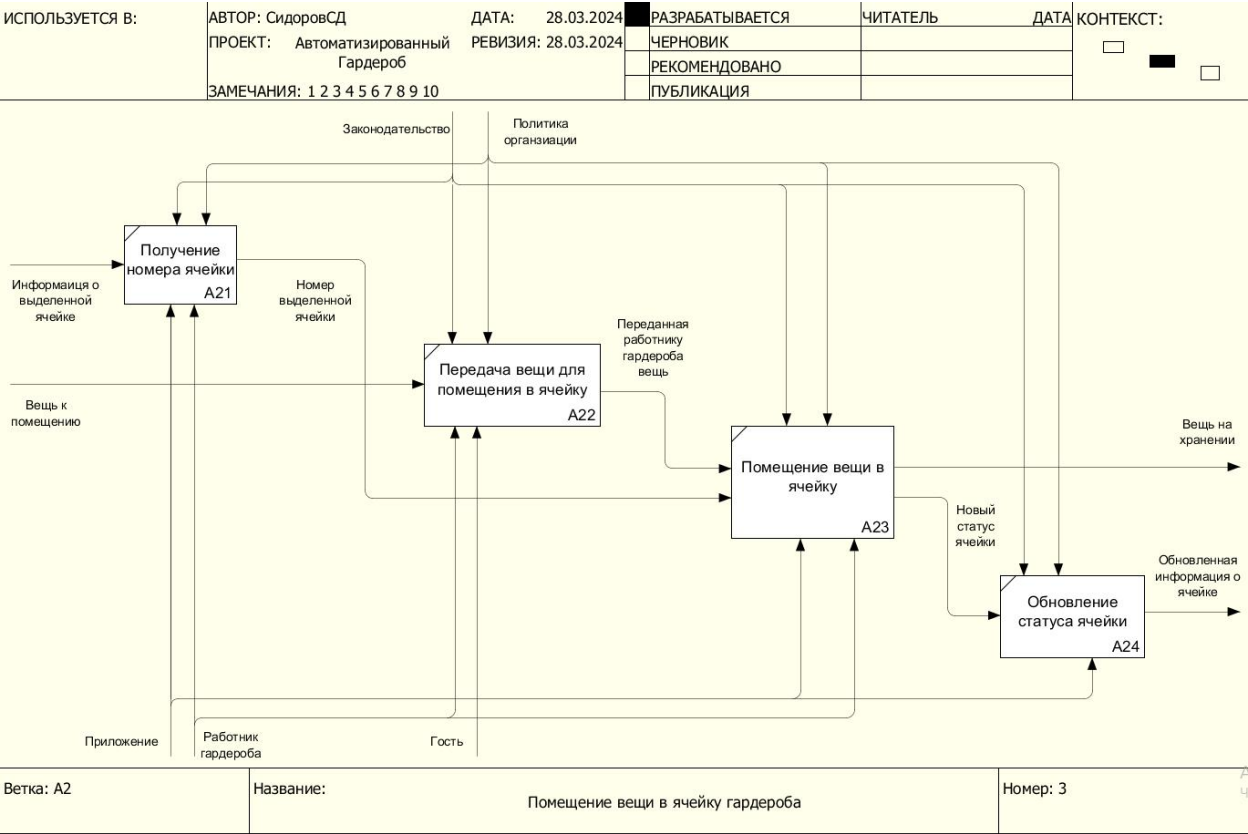 ИСПОЛЬЗУЕТСЯ В:
АВТОР: СидоровСД
ДАТА: 28.03.2024
РАЗРАБАТЫВАЕТСЯ
ЧИТАТЕЛЬ
ДАТА
КОНТЕКСТ:
ПРОЕКТ: Автоматизированный
Гардероб
РЕВИЗИЯ: 28.03.2024
ЧЕРНОВИК
РЕКОМЕНДОВАНО
ЗАМЕЧАНИЯ: 1 2 3 4 5 6 7 8 9 10
ПУБЛИКАЦИЯ
Законодательство
Политика
органзиации
Получение
номера ячейки
A21
Информаиця о
выделенной
ячейке
Номер
выделенной
ячейки
Переданная
работнику
гардероба
вещь
Передача вещи для
помещения в ячейку
A22
Вещь к
помещению
Вещь на
хранении
Помещение вещи в
ячейку
A23
Новый
статус
ячейки
Обновленная
информация о
ячейке
Обновление
статуса ячейки
A24
Приложение
Работник
гардероба
Гость
Ветка: A2
Название:
Помещение вещи в ячейку гардероба
Номер: 3